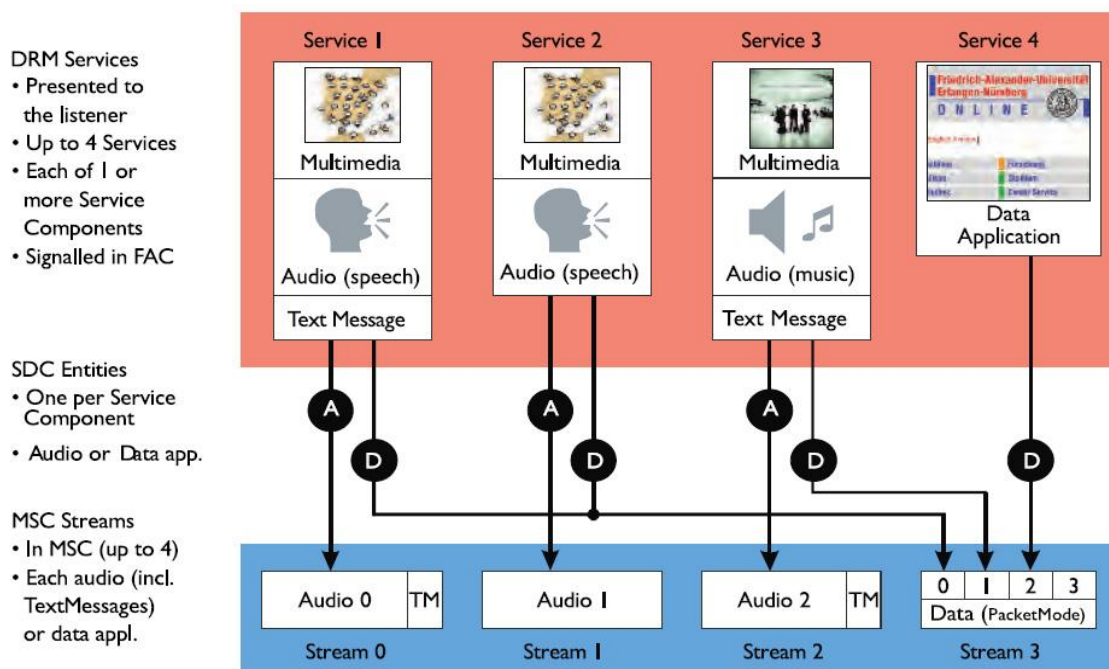 DRM Services
• Presented to
the listener
• Up to 4 Services
• Each of 1 or
more Service
Components
• Signalled in FAC
SDC Entities
• One per Service
Component
• Audio or Data app.
MSC Streams
• In MSC (up to 4)
• Each audio (incl.
TextMessages)
or data appl.
Service 1
Multimedia
Audio (speech)
Text Message
Service 2
Multimedia
Audio (speech)
Service 3
Multimedia
Audio (music)
Text Message
Service 4
Friedrich-Alexander-Universität
Erlangen-Nürnberg
ONLINE
Data
Application
A
D
A
D
A
D
D
Audio 0
TM
Stream 0
Audio 1
Stream 1
Audio 2
TM
Stream 2
0
1
2
3
Data (PacketMode)
Stream 3